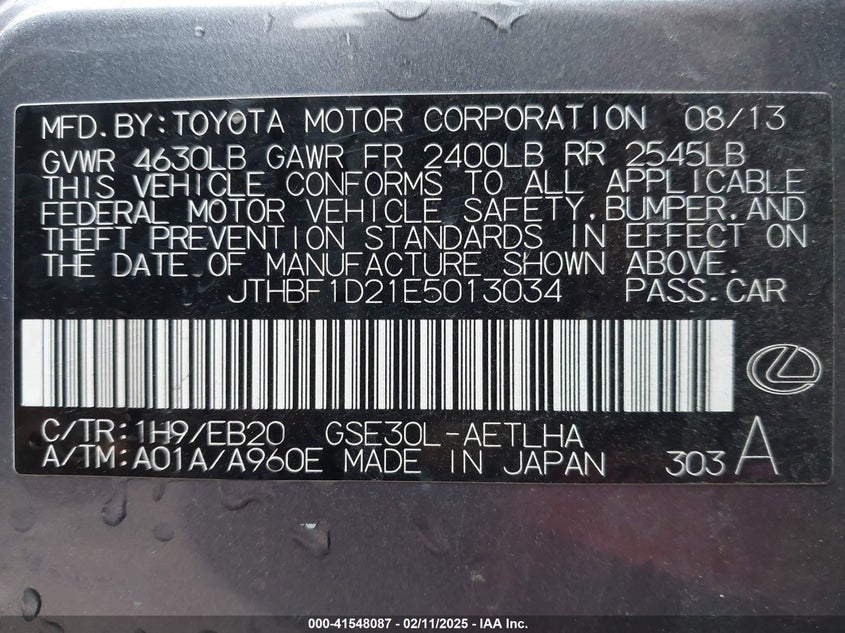 MFD.BY:TOYOTA MOTOR CORPORATION 08/13
GVWR 4630LB GAWR FR 2400LB RR 2545LB
THIS VEHICLE CONFORMS TO ALL APPLICABLE
FEDERAL MOTOR VEHICLE SAFETY,BUMPER,AND
THEFT PREVENTION STANDARDS IN EFFECT ON
THE DATE OF MANUFACTURE SHOWN ABOVE.
JTHBF1D21E5013034 PASS.CAR
C/TR:1H9/EB20 GSE30L-AETLHA
A/TM:A01A/A960E MADE IN JAPAN 303 A
000-41548087 - 02/11/2025 - IAA Inc.